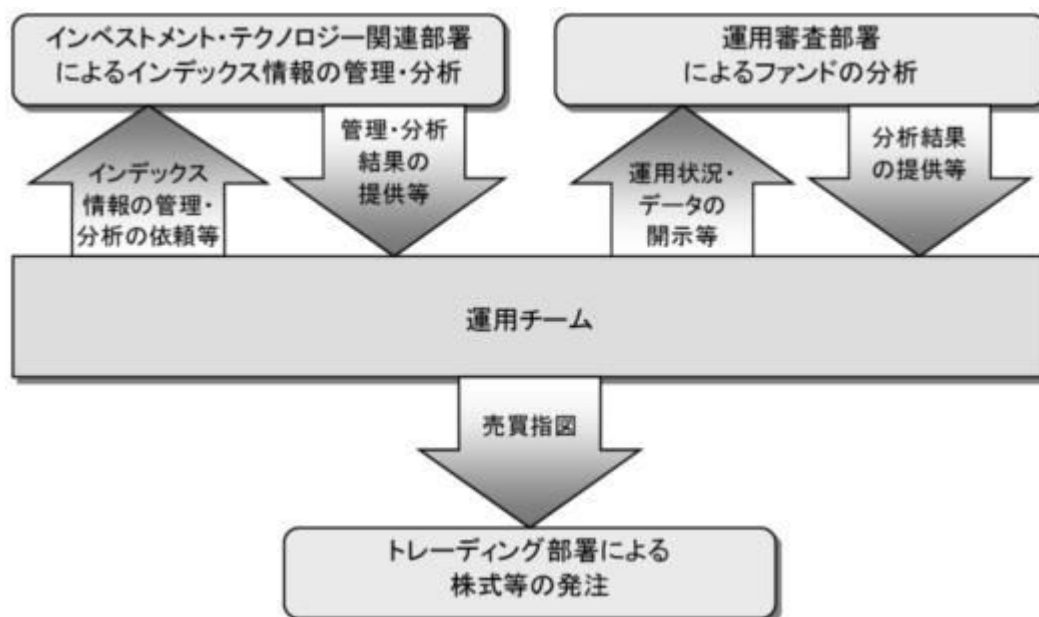 インベストメント・テクノロジー関連部署
によるインデックス情報の管理・分析
運用審査部署
によるファンドの分析
インデックス
情報の管理・
分析の依頼等
管理・分析
結果の
提供等
運用状況・
データの
開示等
分析結果
の提供等
運用チーム
売買指図
トレーディング部署による
株式等の発注